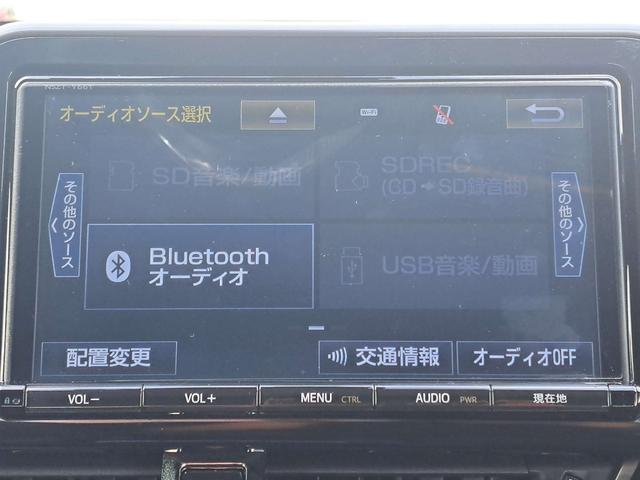 NSZT-Y66T
オーディオソース選択
Wi-Fi
SD音楽/動画
SDREC
(CD→SD録音曲)
その他のソース
その他のソース
Bluetooth
オーディオ
USB音楽/動画
配置変更
交通情報
オーディオOFF
VOL−
VOL+
MENU CTRL
AUDIO PWR
現在地